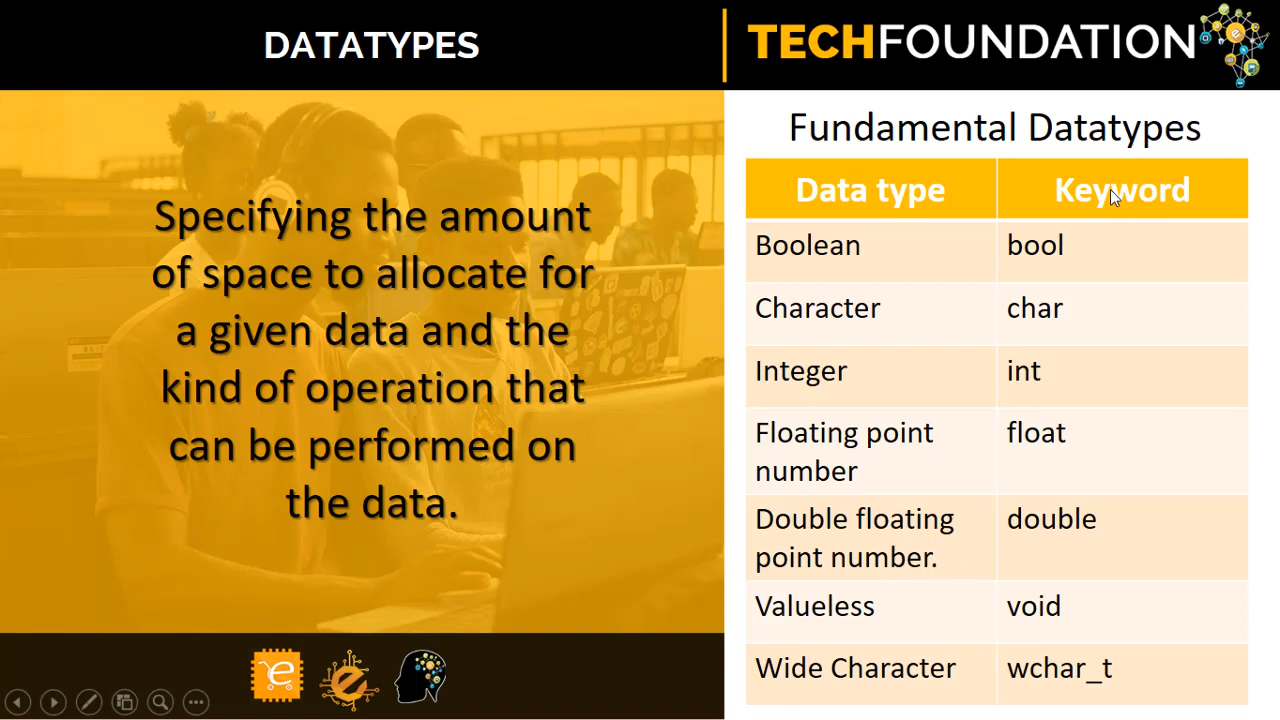 DATATYPES
TECHFOUNDATION
Specifying the amount
of space to allocate for
a given data and the
kind of operation that
can be performed on
the data.
Fundamental Datatypes
Data type Keyword
Boolean bool
Character char
Integer int
Floating point float
number
Double floating double
point number.
Valueless void
Wide Character wchar_t